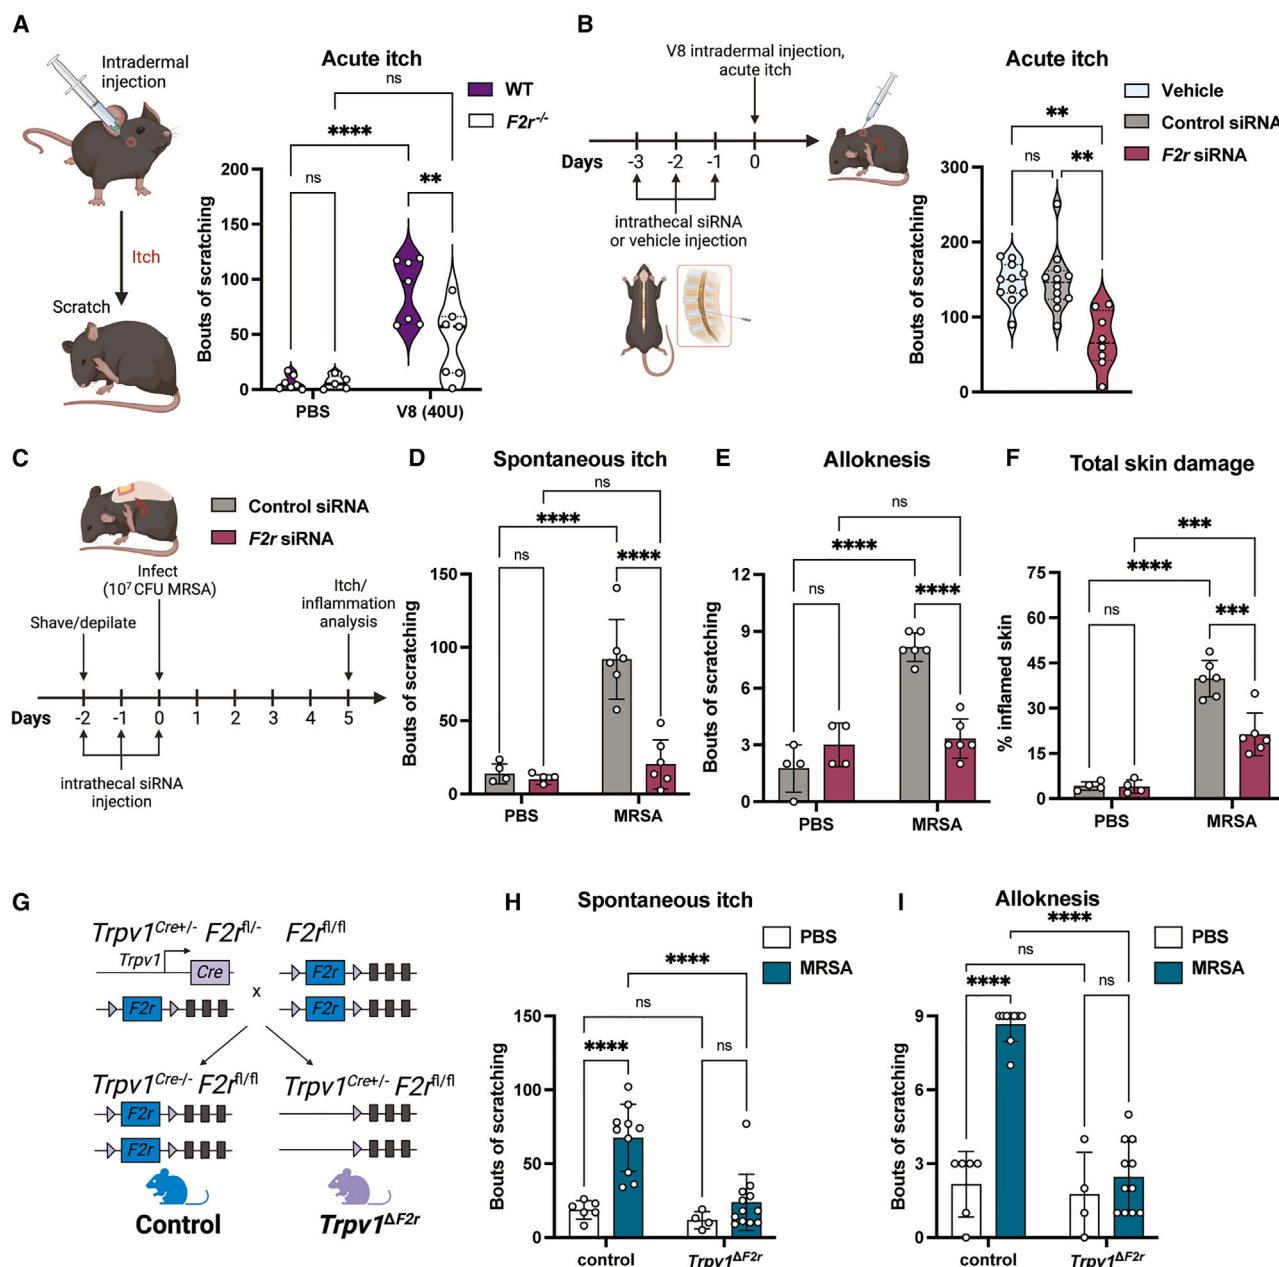 A
Intradermal
injection
Itch
Scratch
Acute itch
ns
****
ns
**
WT
F2r-/-
Bouts of scratching
200
150
100
50
0
PBS
V8 (40U)
B
V8 intradermal injection,
acute itch
Days
-3
-2
-1
0
intrathecal siRNA
or vehicle injection
Acute itch
**
ns
**
Vehicle
Control siRNA
F2r siRNA
Bouts of scratching
300
200
100
0
C
Control siRNA
F2r siRNA
Infect
(10⁷ CFU MRSA)
Shave/depilate
Itch/
inflammation
analysis
Days
-2
-1
0
1
2
3
4
5
intrathecal siRNA
injection
D
Spontaneous itch
ns
****
ns
****
Bouts of scratching
150
100
50
0
PBS
MRSA
E
Alloknesis
ns
****
ns
****
Bouts of scratching
12
9
6
3
0
PBS
MRSA
F
Total skin damage
***
****
ns
***
% inflamed skin
75
60
45
30
15
0
PBS
MRSA
G
Trpv1Cre+/- F2rfl/-
F2rfl/fl
Trpv1
Cre
F2r
x
F2r
F2r
Trpv1Cre-/- F2rfl/fl
Trpv1Cre+/- F2rfl/fl
F2r
F2r
Control
Trpv1ΔF2r
H
Spontaneous itch
PBS
MRSA
****
ns
****
ns
Bouts of scratching
150
100
50
0
control
Trpv1ΔF2r
I
Alloknesis
PBS
MRSA
****
ns
****
ns
Bouts of scratching
9
6
3
0
control
Trpv1ΔF2r